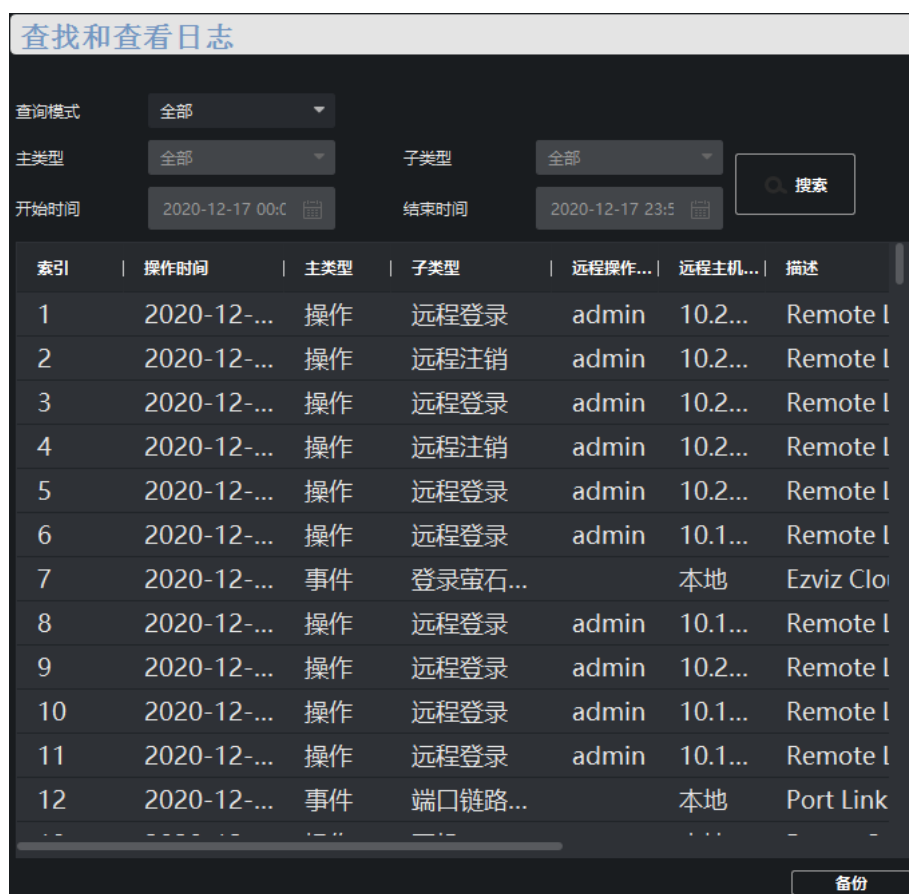 查找和查看日志
查询模式 全部
主类型 全部 子类型 全部 搜索
开始时间 2020-12-17 00:0 结束时间 2020-12-17 23:5
索引 | 操作时间 | 主类型 | 子类型 | 远程操作... | 远程主机... | 描述
1 2020-12-... 操作 远程登录 admin 10.2... Remote L
2 2020-12-... 操作 远程注销 admin 10.2... Remote L
3 2020-12-... 操作 远程登录 admin 10.2... Remote L
4 2020-12-... 操作 远程注销 admin 10.2... Remote L
5 2020-12-... 操作 远程登录 admin 10.2... Remote L
6 2020-12-... 操作 远程登录 admin 10.1... Remote L
7 2020-12-... 事件 登录萤石... 本地 Ezviz Clou
8 2020-12-... 操作 远程登录 admin 10.1... Remote L
9 2020-12-... 操作 远程登录 admin 10.2... Remote L
10 2020-12-... 操作 远程登录 admin 10.1... Remote L
11 2020-12-... 操作 远程登录 admin 10.1... Remote L
12 2020-12-... 事件 端口链路... 本地 Port Link
备份